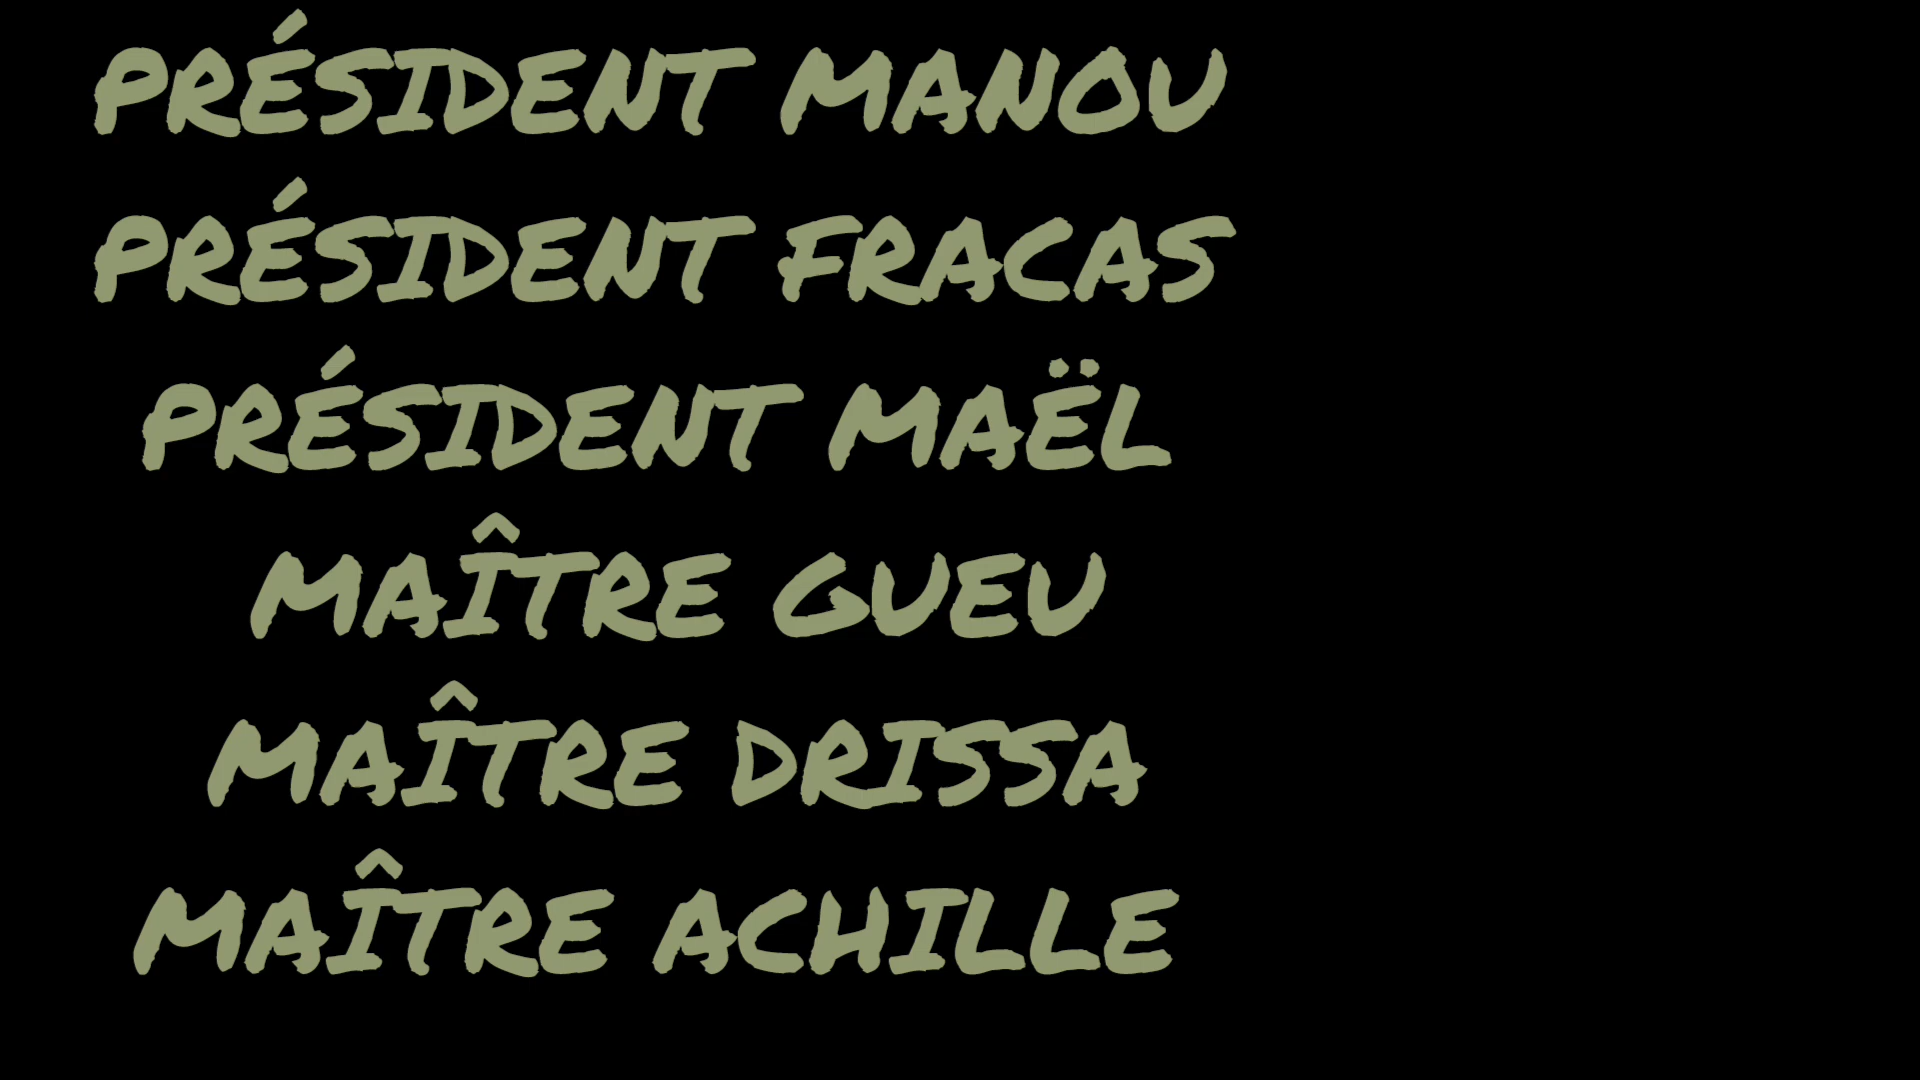 PRÉSIDENT MANOU
PRÉSIDENT FRACAS
PRÉSIDENT MAËL
MAÎTRE GUEU
MAÎTRE DRISSA
MAÎTRE ACHILLE